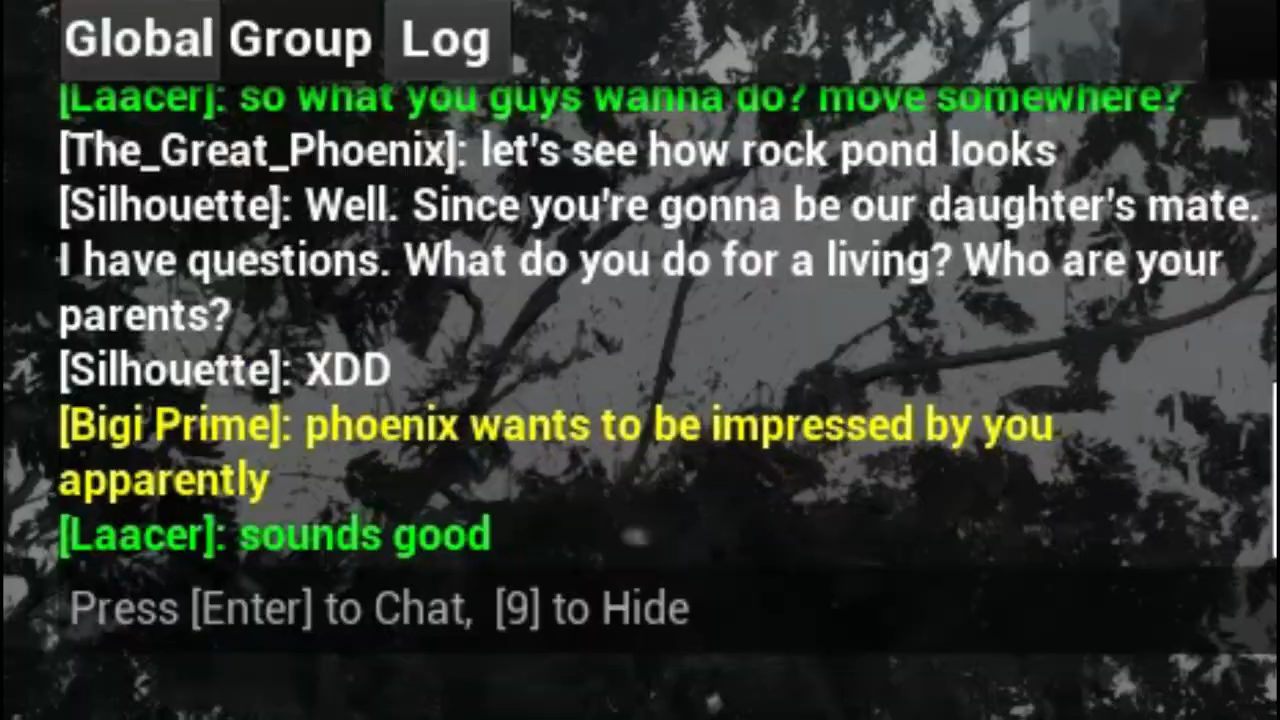 Global Group Log
[Laacer]: so what you guys wanna do? move somewhere?
[The_Great_Phoenix]: let's see how rock pond looks
[Silhouette]: Well. Since you're gonna be our daughter's mate.
I have questions. What do you do for a living? Who are your
parents?
[Silhouette]: XDD
[Bigi Prime]: phoenix wants to be impressed by you
apparently
[Laacer]: sounds good
Press [Enter] to Chat, [9] to Hide